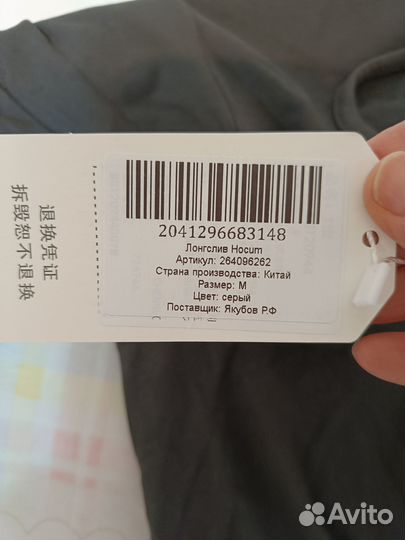 退换凭证
拆毁恕不退换
2041296683148
Лонгслив Hocum
Артикул: 264096262
Страна производства: Китай
Размер: M
Цвет: серый
Поставщик: Якубов Р.Ф
Avito